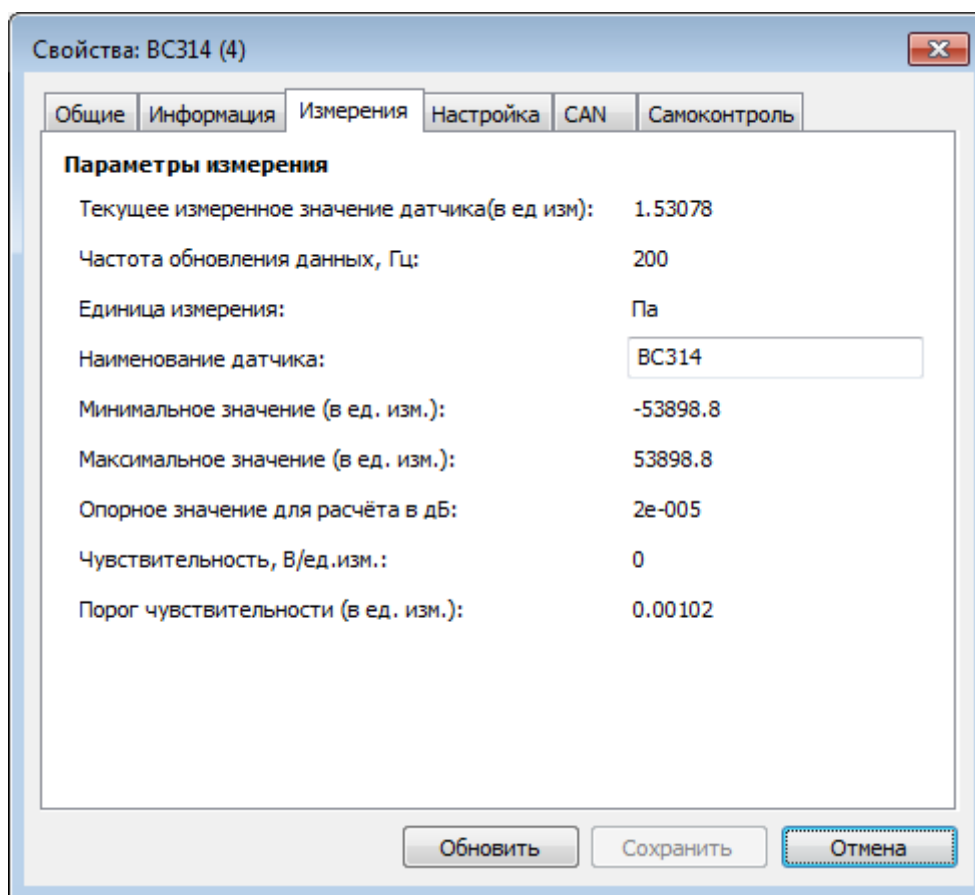 Свойства: BC314 (4)
Общие Информация Измерения Настройка CAN Самоконтроль
Параметры измерения
Текущее измеренное значение датчика(в ед изм): 1.53078
Частота обновления данных, Гц: 200
Единица измерения: Па
Наименование датчика: BC314
Минимальное значение (в ед. изм.): -53898.8
Максимальное значение (в ед. изм.): 53898.8
Опорное значение для расчёта в дБ: 2e-005
Чувствительность, В/ед.изм.: 0
Порог чувствительности (в ед. изм.): 0.00102
Обновить Сохранить Отмена